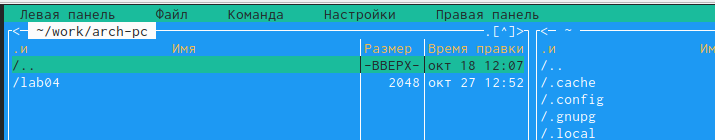 Левая панель Файл Команда Настройки Правая панель
<─ ~/work/arch-pc .[^]> <─ ~
.и Имя Размер Время правки .и Имя
/.. -ВВЕРХ- окт 18 12:07 /..
/lab04 2048 окт 27 12:52 /.cache
/.config
/.gnupg
/.local